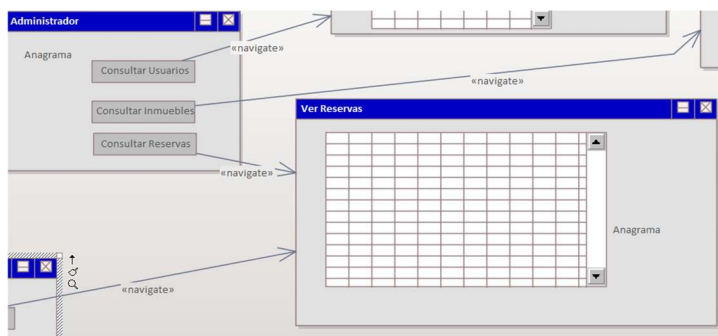 Administrador
Anagrama
Consultar Usuarios
Consultar Inmuebles
Consultar Reservas
«navigate»
«navigate»
«navigate»
Ver Reservas
Anagrama
«navigate»